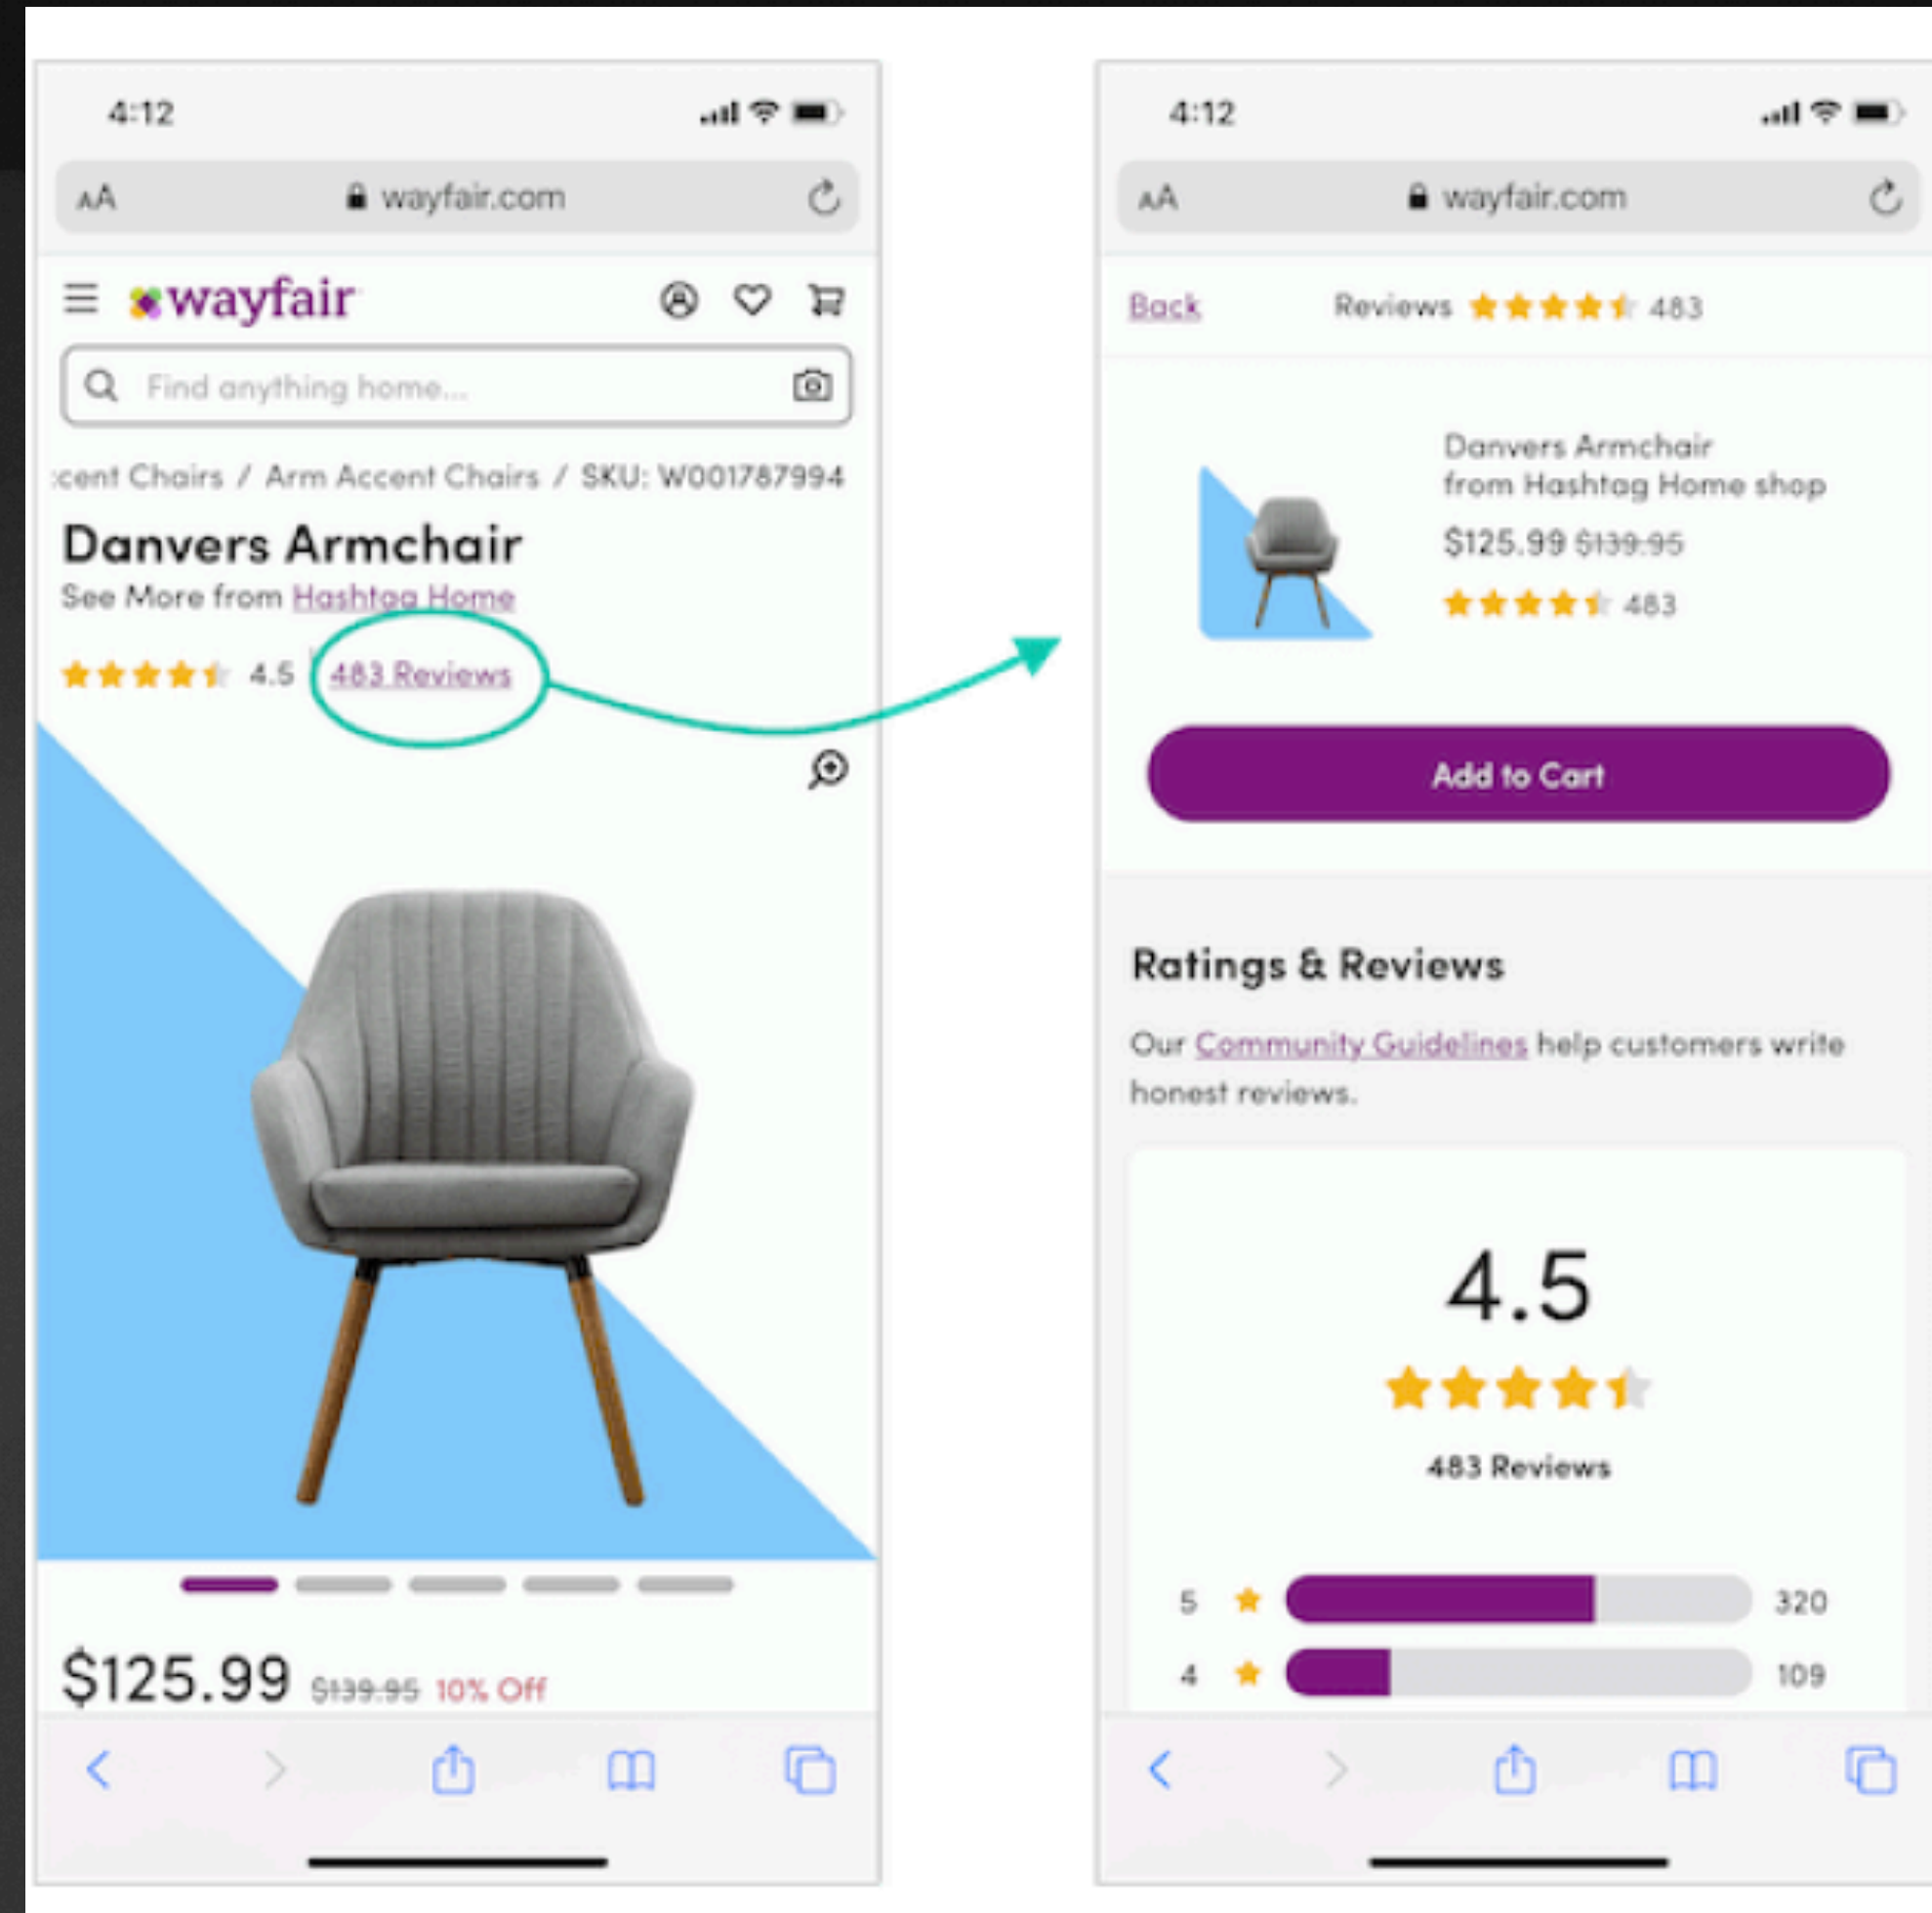 4:12
AA wayfair.com
wayfair
Find anything home...
cent Chairs / Arm Accent Chairs / SKU: W001787994
Danvers Armchair
See More from Hashtag Home
4.5 483 Reviews
$125.99 $139.95 10% Off
4:12
AA wayfair.com
Back Reviews 483
Danvers Armchair
from Hashtag Home shop
$125.99 $139.95
483
Add to Cart
Ratings & Reviews
Our Community Guidelines help customers write
honest reviews.
4.5
483 Reviews
5 320
4 109